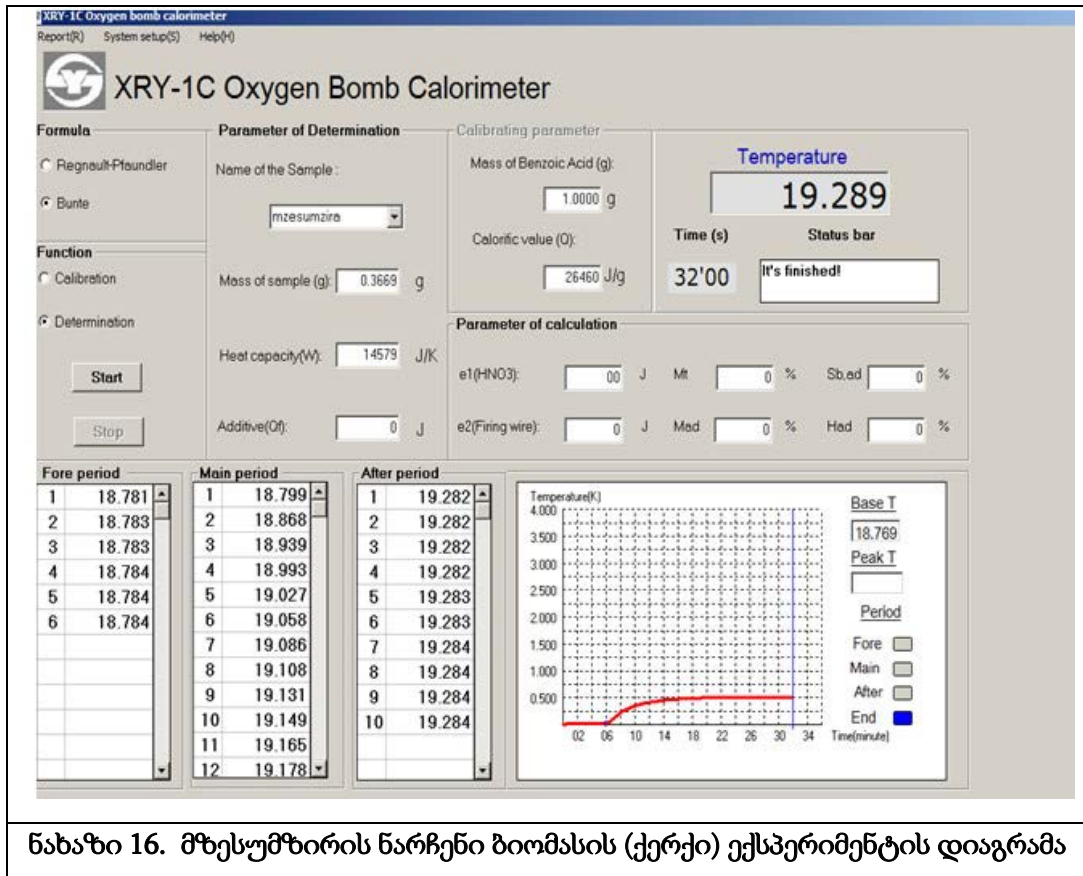 XRY-1C Oxygen bomb calorimeter
Report(R) System setup(S) Help(H)
XRY-1C Oxygen Bomb Calorimeter
Formula
Regnault-Pfaundler
Bunte
Function
Calibration
Determination
Start
Stop
Parameter of Determination
Name of the Sample :
mzesumzira
Mass of sample (g): 0.3669 g
Heat capacity(W): 14579 J/K
Additive(Qf): 0 J
Calibrating parameter
Mass of Benzoic Acid (g):
1.0000 g
Calorific value (Q):
26460 J/g
Temperature
19.289
Time (s) Status bar
32'00 It's finished!
Parameter of calculation
e1(HNO3): 00 J Mt 0 % Sb,ad 0 %
e2(Firing wire): 0 J Mad 0 % Had 0 %
Fore period
1 18.781
2 18.783
3 18.783
4 18.784
5 18.784
6 18.784
Main period
1 18.799
2 18.868
3 18.939
4 18.993
5 19.027
6 19.058
7 19.086
8 19.108
9 19.131
10 19.149
11 19.165
12 19.178
After period
1 19.282
2 19.282
3 19.282
4 19.282
5 19.283
6 19.283
7 19.284
8 19.284
9 19.284
10 19.284
Temperature(K)
4.000
3.500
3.000
2.500
2.000
1.500
1.000
0.500
02 06 10 14 18 22 26 30 34 Time(minute)
Base T
18.769
Peak T
Period
Fore
Main
After
End
ნახაზი 16. მზესუმზირის ნარჩენი ბიომასის (ქერქი) ექსპერიმენტის დიაგრამა